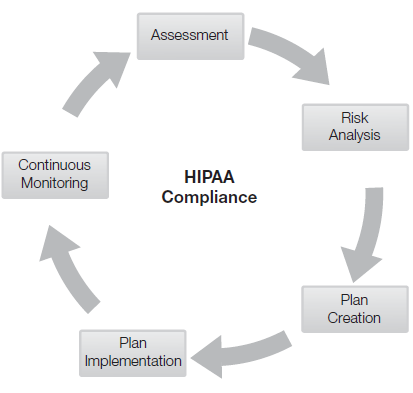 Assessment
Risk
Analysis
Plan
Creation
Plan
Implementation
Continuous
Monitoring
HIPAA
Compliance